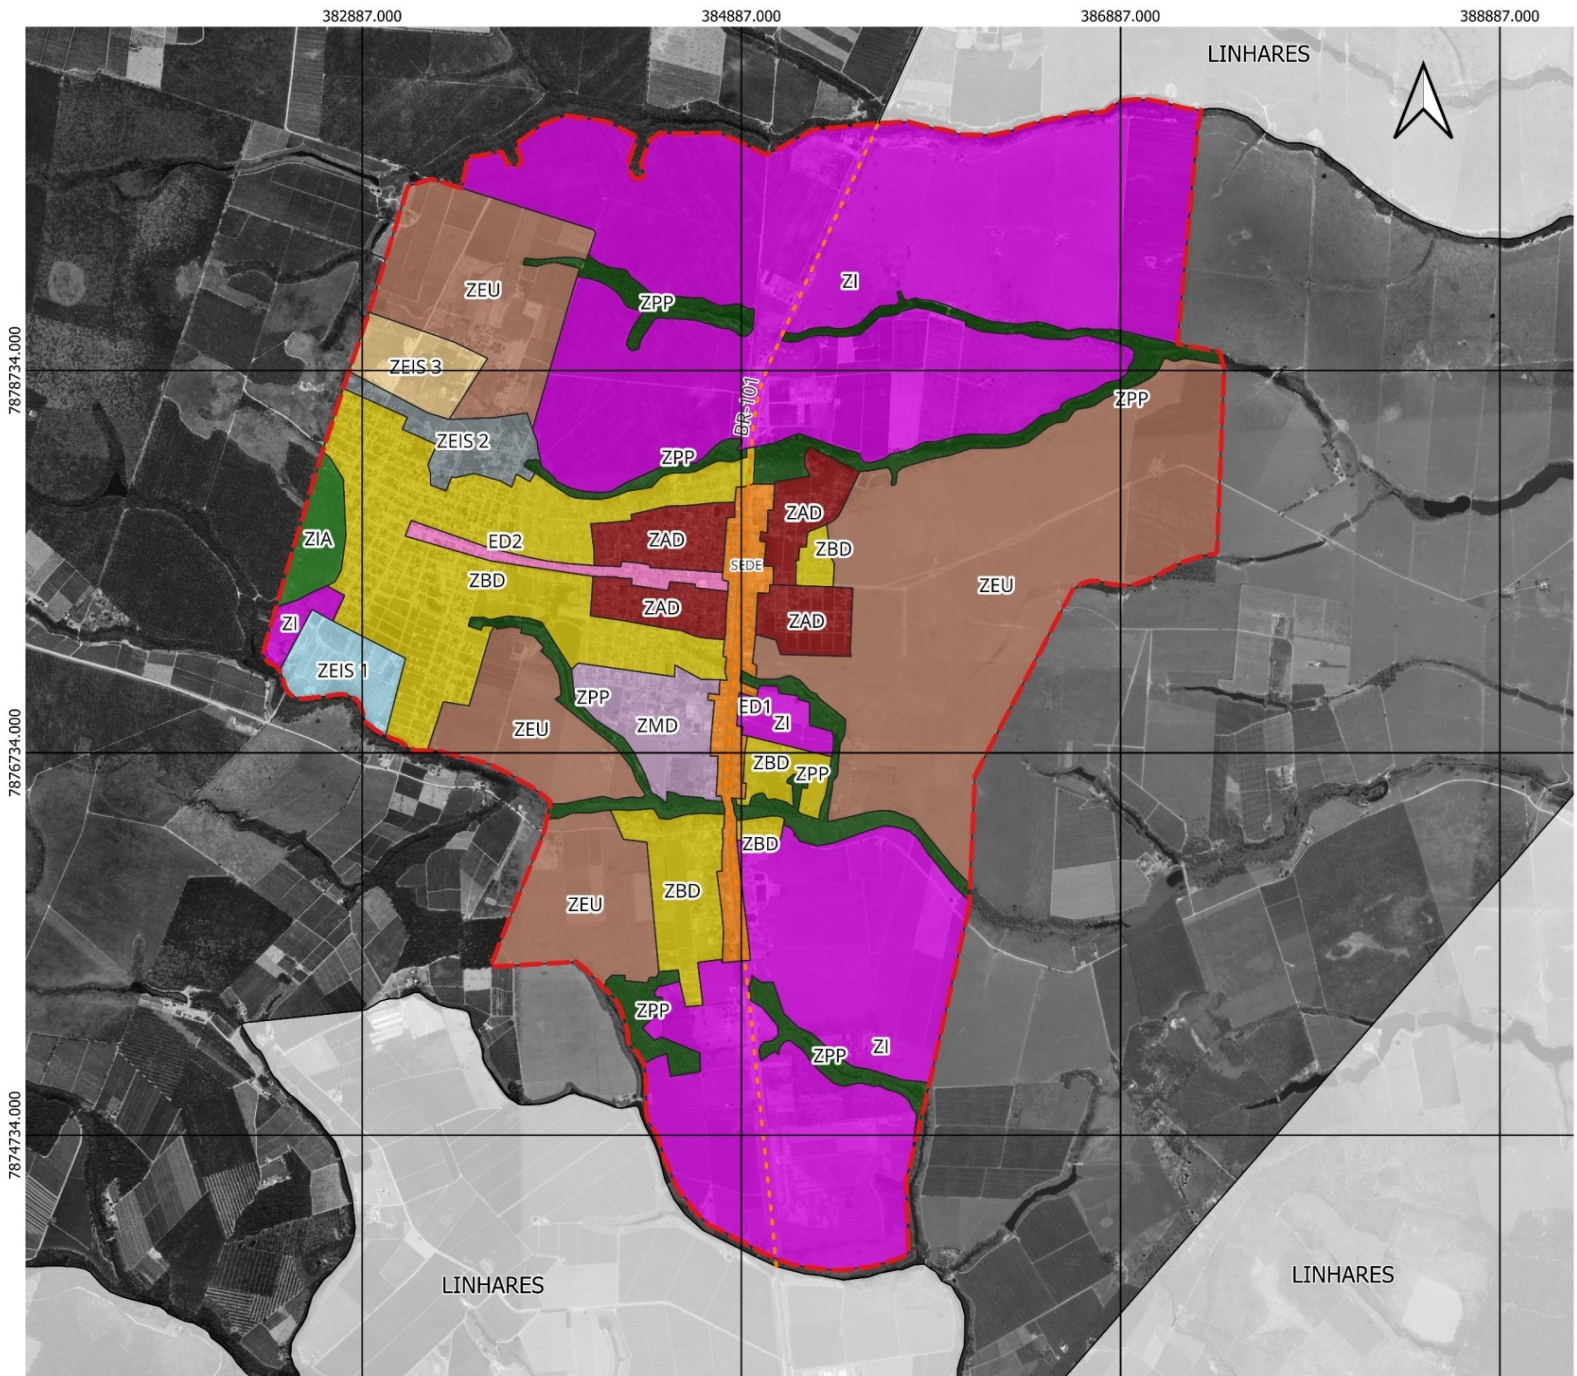 382887.000
384887.000
386887.000
388887.000
LINHARES
ZI
ZEU
ZPP
7878734.000
ZEIS 3
BR-101
ZPP
ZEIS 2
ZPP
ZAD
ZIA
ED2
ZAD
ZBD
SEDE
ZBD
ZEU
ZAD
ZAD
ZI
ZEIS 1
ZPP
ED1
ZI
ZMD
ZEU
7876734.000
ZBD
ZPP
ZBD
ZBD
ZEU
ZPP
ZI
ZPP
7874734.000
LINHARES
LINHARES